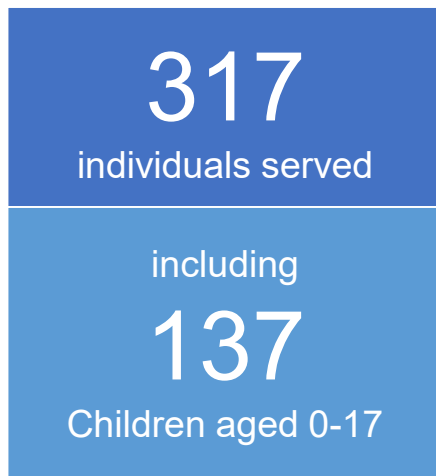 317
individuals served
including
137
Children aged 0-17